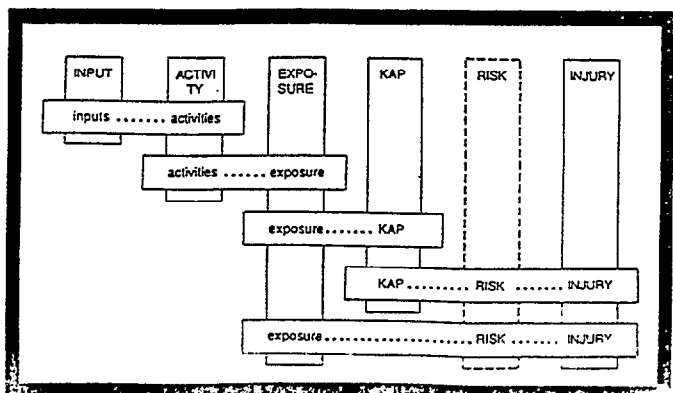 INPUT
ACTIVI
TY
EXPO-
SURE
KAP
RISK
INJURY
inputs ....... activities
activities ...... exposure
exposure....... KAP
KAP .......... RISK ....... INJURY
exposure...................... RISK ....... INJURY